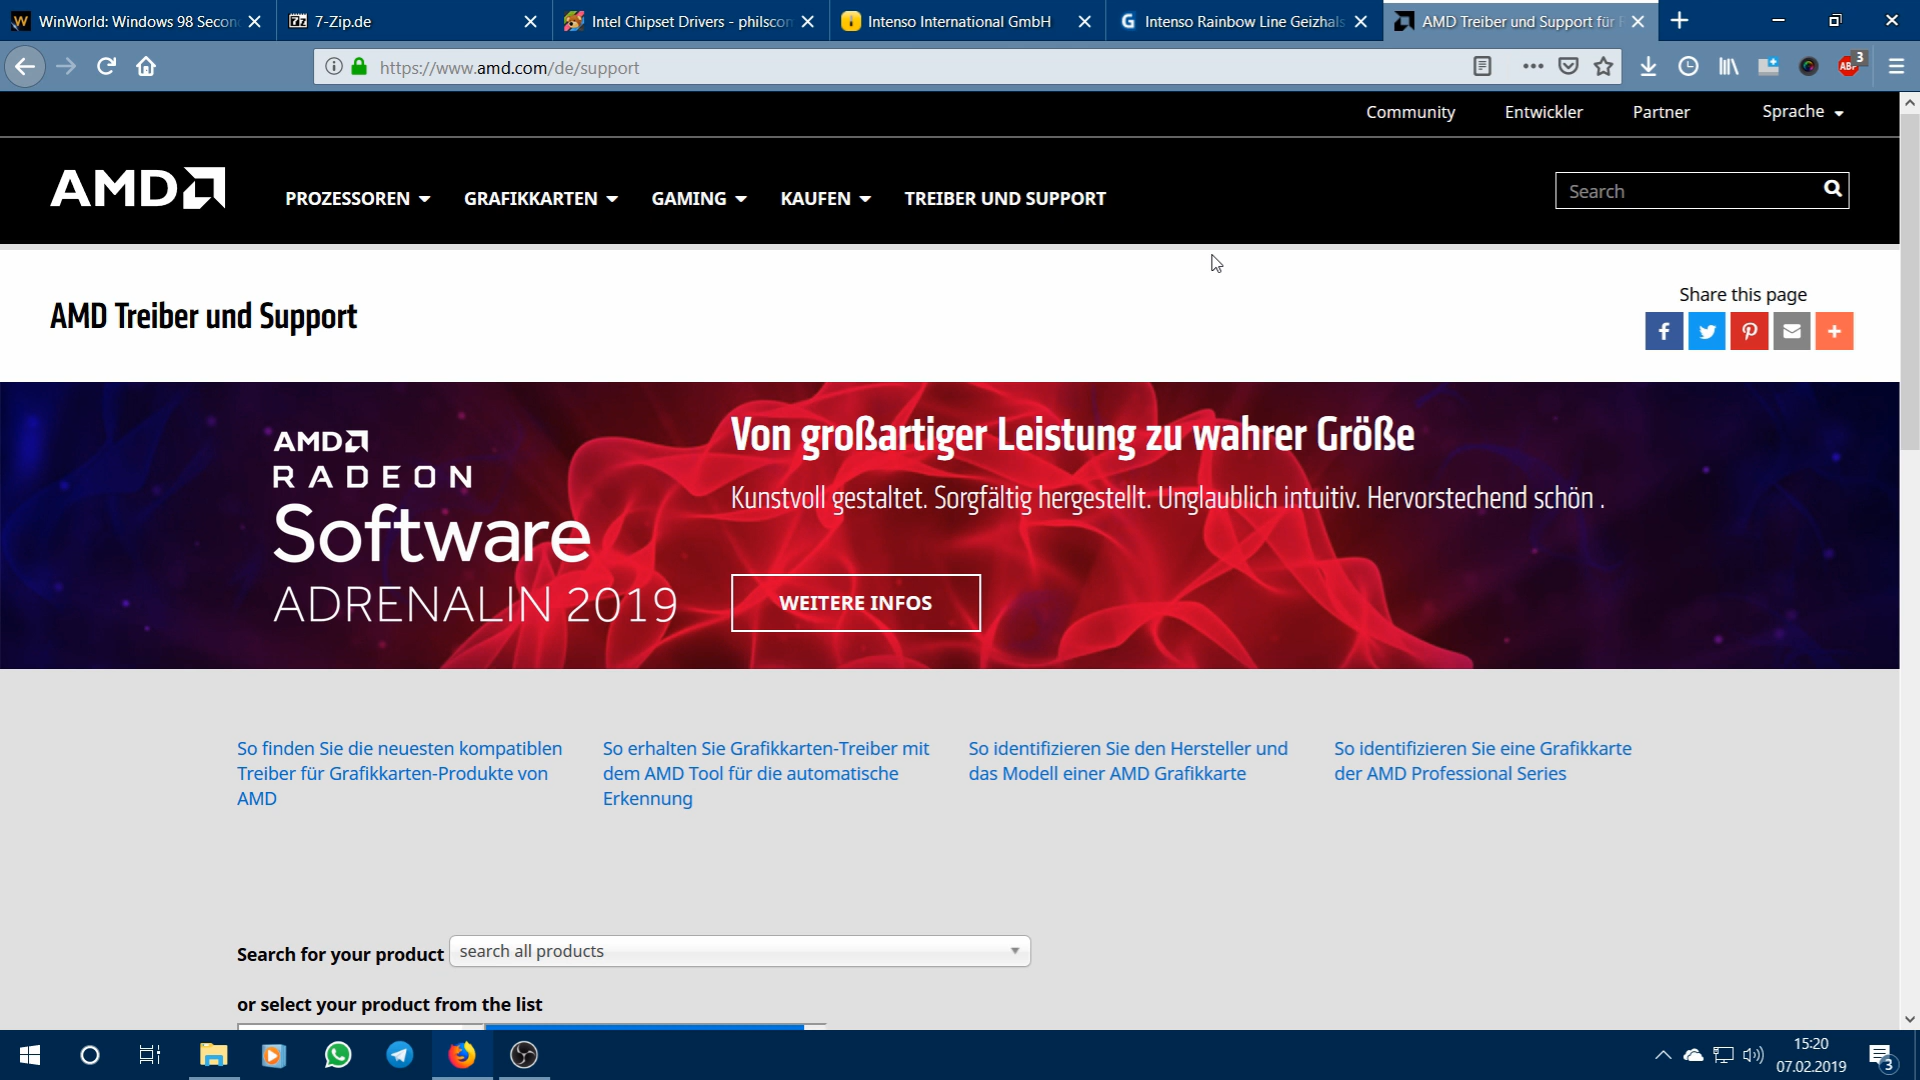 WinWorld: Windows 98 Secon
7-Zip.de
Intel Chipset Drivers - philscom
Intenso International GmbH
Intenso Rainbow Line Geizhals
AMD Treiber und Support für
https://www.amd.com/de/support
ABP
3
Community
Entwickler
Partner
Sprache
AMD
PROZESSOREN
GRAFIKKARTEN
GAMING
KAUFEN
TREIBER UND SUPPORT
Search
AMD Treiber und Support
Share this page
AMD
RADEON
Software
ADRENALIN 2019
Von großartiger Leistung zu wahrer Größe
Kunstvoll gestaltet. Sorgfältig hergestellt. Unglaublich intuitiv. Hervorstechend schön .
WEITERE INFOS
So finden Sie die neuesten kompatiblen
Treiber für Grafikkarten-Produkte von
AMD
So erhalten Sie Grafikkarten-Treiber mit
dem AMD Tool für die automatische
Erkennung
So identifizieren Sie den Hersteller und
das Modell einer AMD Grafikkarte
So identifizieren Sie eine Grafikkarte
der AMD Professional Series
Search for your product
search all products
or select your product from the list
15:20
07.02.2019
3